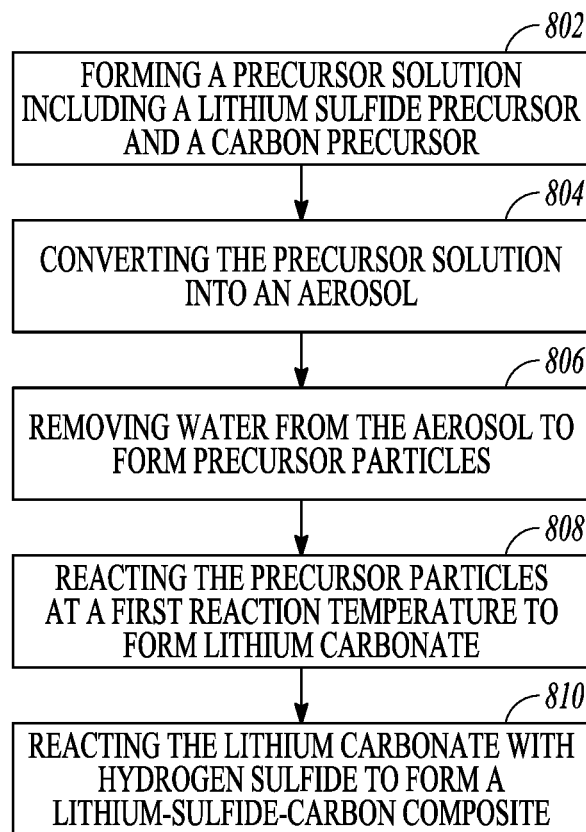 802
FORMING A PRECURSOR SOLUTION
INCLUDING A LITHIUM SULFIDE PRECURSOR
AND A CARBON PRECURSOR
804
CONVERTING THE PRECURSOR SOLUTION
INTO AN AEROSOL
806
REMOVING WATER FROM THE AEROSOL TO
FORM PRECURSOR PARTICLES
808
REACTING THE PRECURSOR PARTICLES
AT A FIRST REACTION TEMPERATURE TO
FORM LITHIUM CARBONATE
810
REACTING THE LITHIUM CARBONATE WITH
HYDROGEN SULFIDE TO FORM A
LITHIUM-SULFIDE-CARBON COMPOSITE